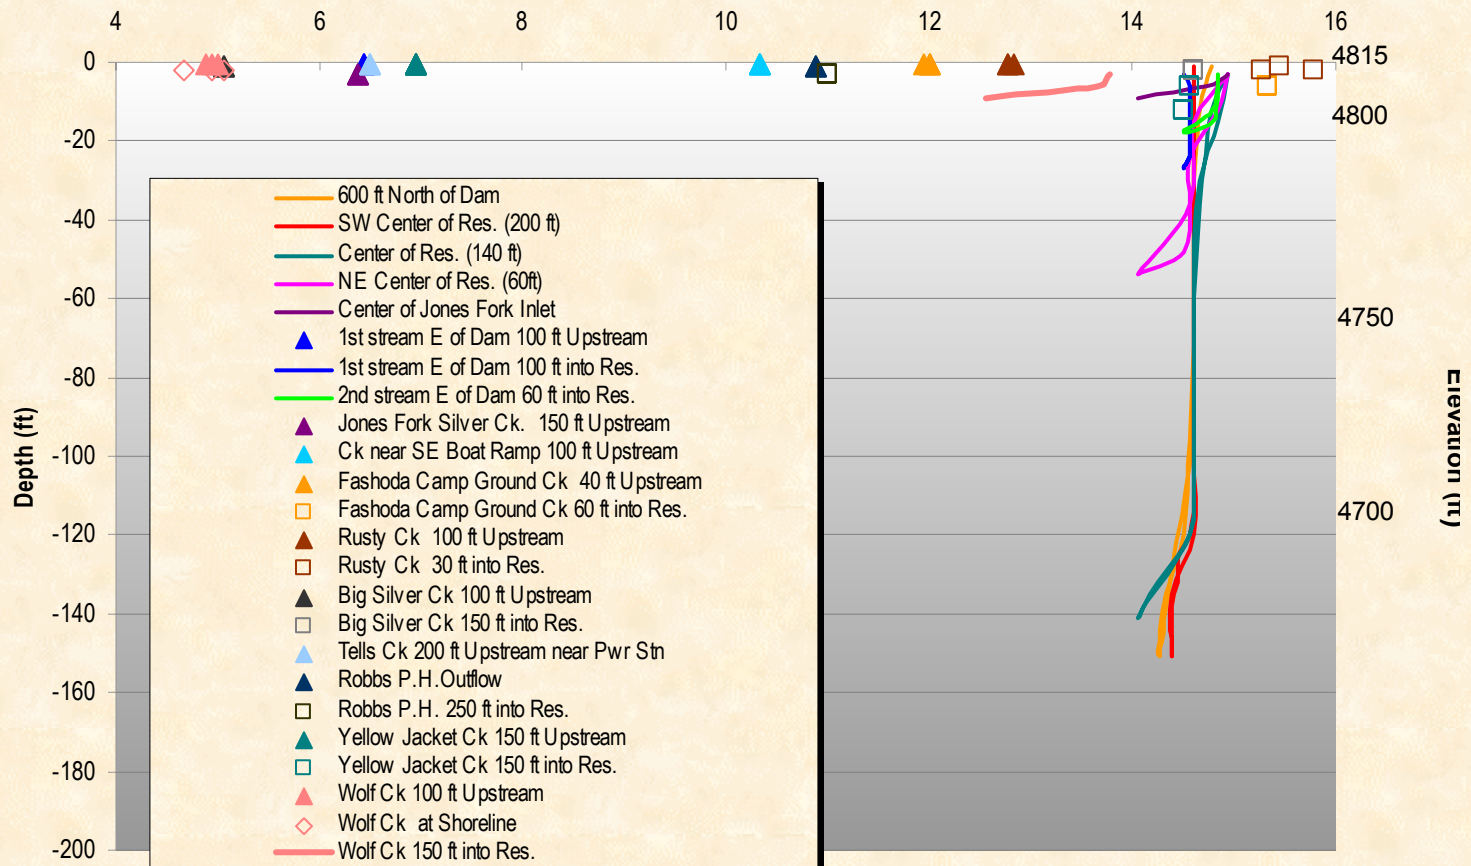 4 6 8 10 12 14 16
0 4815
4800
-20
-40
-60
4750
-80
-100
-120
4700
-140
-160
-180
-200
Depth (ft)
Elevation (ft)
600 ft North of Dam
SW Center of Res. (200 ft)
Center of Res. (140 ft)
NE Center of Res. (60ft)
Center of Jones Fork Inlet
1st stream E of Dam 100 ft Upstream
1st stream E of Dam 100 ft into Res.
2nd stream E of Dam 60 ft into Res.
Jones Fork Silver Ck. 150 ft Upstream
Ck near SE Boat Ramp 100 ft Upstream
Fashoda Camp Ground Ck 40 ft Upstream
Fashoda Camp Ground Ck 60 ft into Res.
Rusty Ck 100 ft Upstream
Rusty Ck 30 ft into Res.
Big Silver Ck 100 ft Upstream
Big Silver Ck 150 ft into Res.
Tells Ck 200 ft Upstream near Pwr Stn
Robbs P.H.Outflow
Robbs P.H. 250 ft into Res.
Yellow Jacket Ck 150 ft Upstream
Yellow Jacket Ck 150 ft into Res.
Wolf Ck 100 ft Upstream
Wolf Ck at Shoreline
Wolf Ck 150 ft into Res.